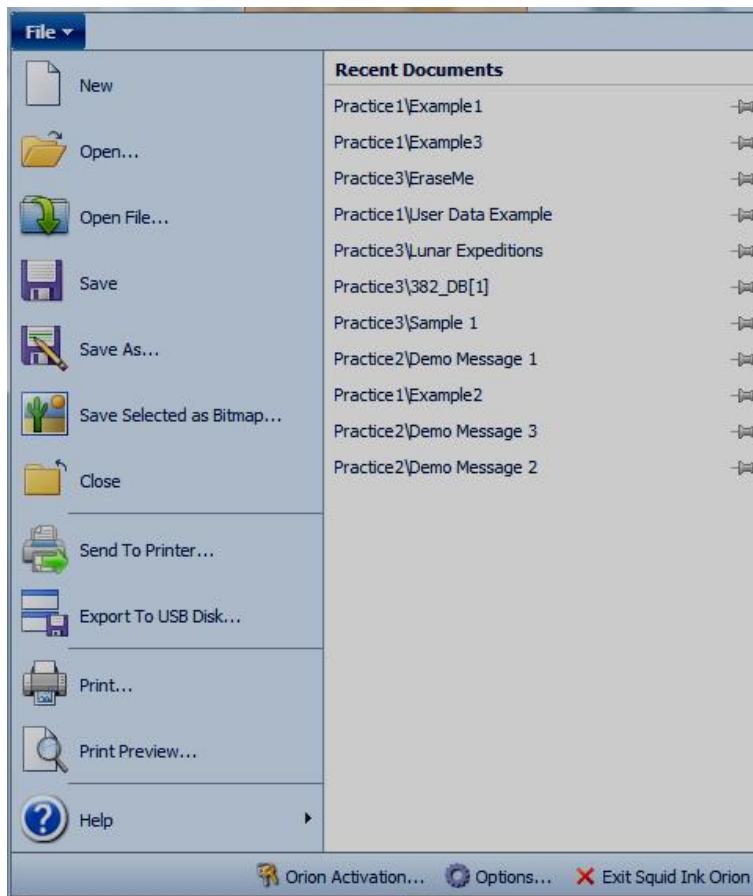 File
New
Open...
Open File...
Save
Save As...
Save Selected as Bitmap...
Close
Send To Printer...
Export To USB Disk...
Print...
Print Preview...
Help
Recent Documents
Practice1\Example1
Practice1\Example3
Practice3\EraseMe
Practice1\User Data Example
Practice3\Lunar Expeditions
Practice3\382_DB[1]
Practice3\Sample 1
Practice2\Demo Message 1
Practice1\Example2
Practice2\Demo Message 3
Practice2\Demo Message 2
Orion Activation... Options... Exit Squid Ink Orion